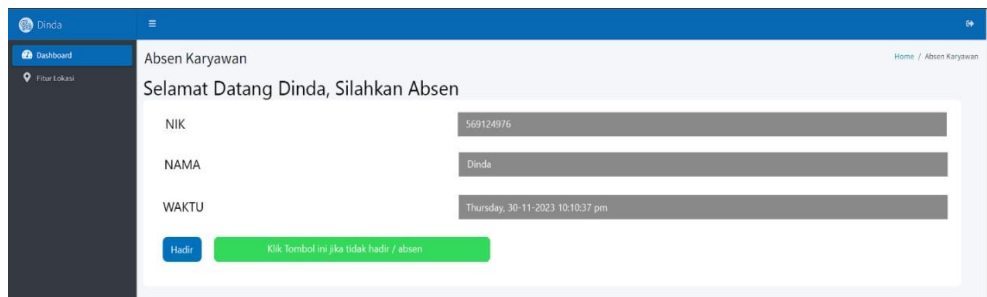 Dinda
Dashboard
Fitur Lokasi
Absen Karyawan
Home / Absen Karyawan
Selamat Datang Dinda, Silahkan Absen
NIK
569124976
NAMA
Dinda
WAKTU
Thursday, 30-11-2023 10:10:37 pm
Hadir
Klik Tombol ini jika tidak hadir / absen